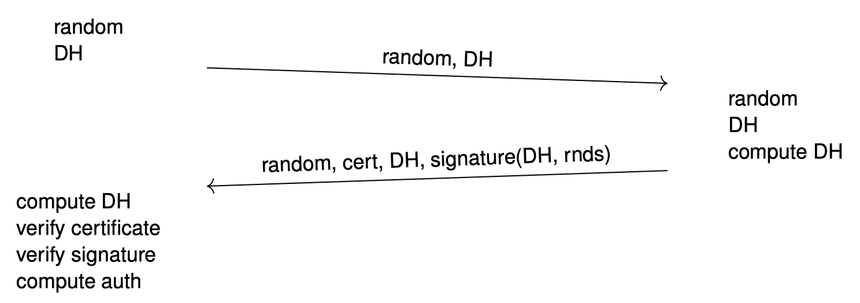 random
DH
random, DH
random
DH
compute DH
random, cert, DH, signature(DH, rnds)
compute DH
verify certificate
verify signature
compute auth